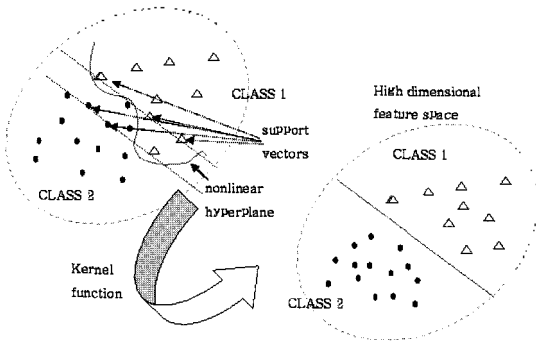 CLASS 1
support
vectors
CLASS 2
nonlinear
hyperplane
Kernel
function
High dimensional
feature space
CLASS 1
CLASS 2